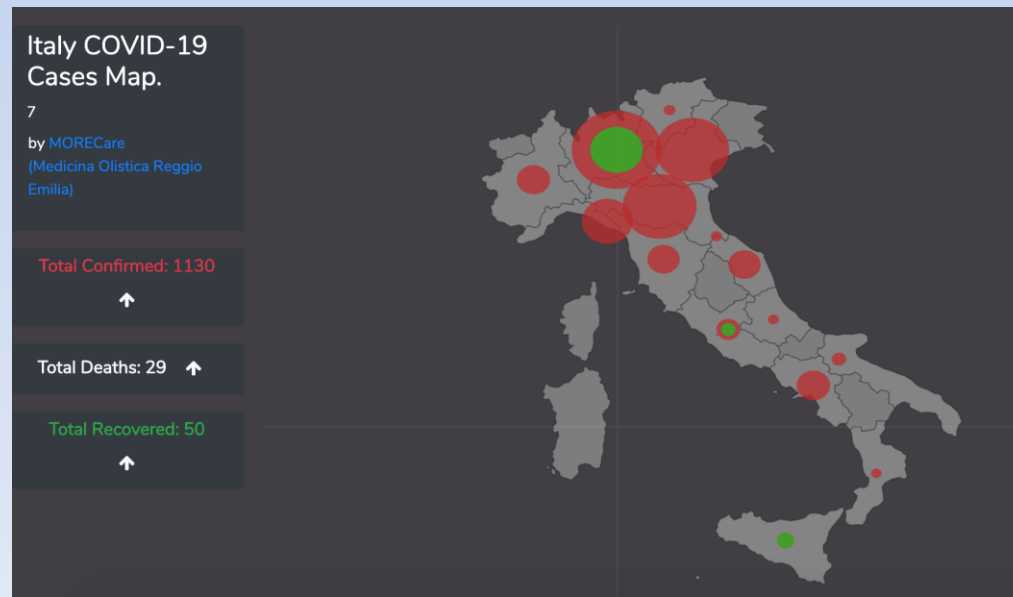 Italy COVID-19
Cases Map.
7
by MORECare
(Medicina Olistica Reggio
Emilia)
Total Confirmed: 1130
Total Deaths: 29
Total Recovered: 50